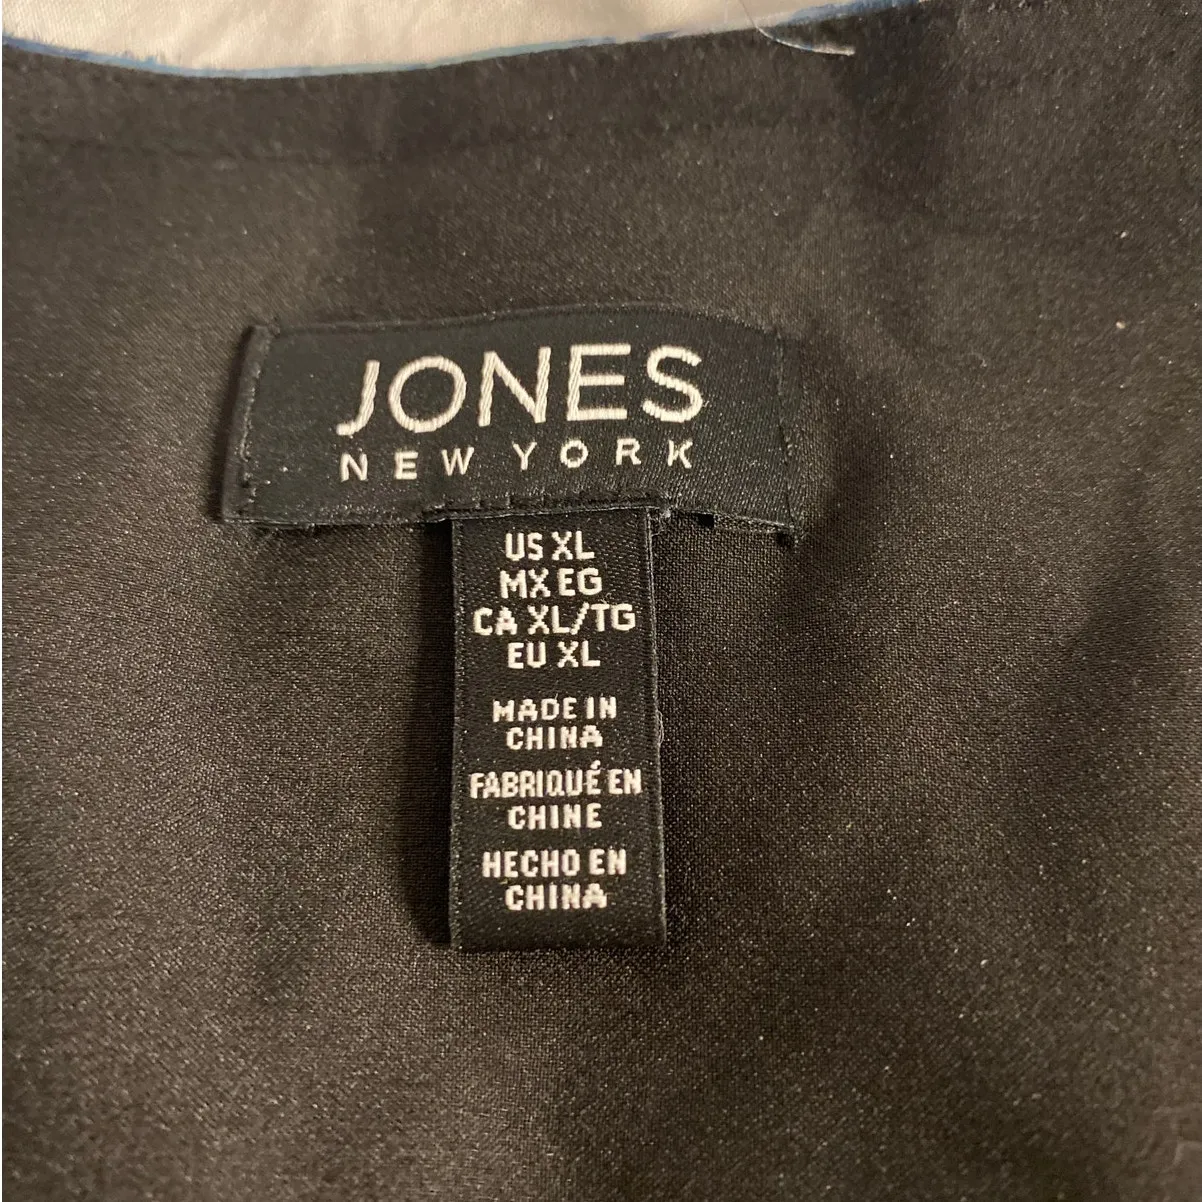 JONES
NEW YORK
US XL
MX EG
CA XL/TG
EU XL
MADE IN
CHINA
FABRIQUÉ EN
CHINE
HECHO EN
CHINA